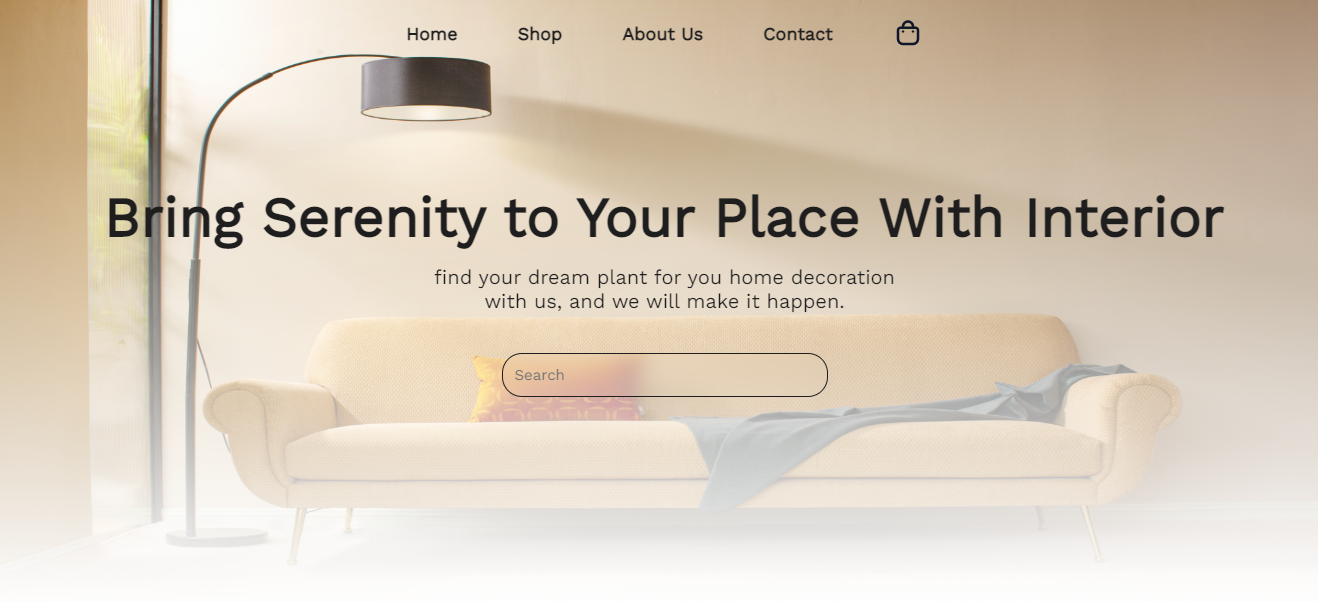 Home Shop About Us Contact
Bring Serenity to Your Place With Interior
find your dream plant for you home decoration
with us, and we will make it happen.
Search